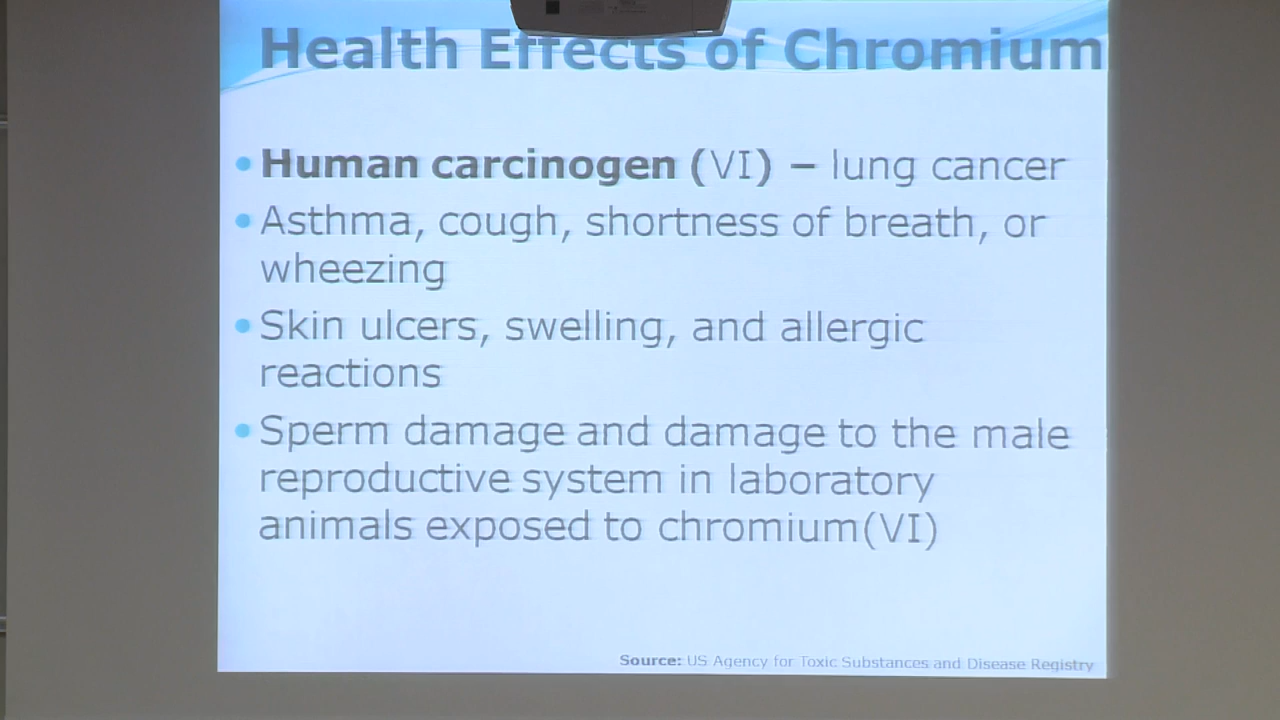 Health Effects of Chromium
• Human carcinogen (VI) – lung cancer
• Asthma, cough, shortness of breath, or
wheezing
• Skin ulcers, swelling, and allergic
reactions
• Sperm damage and damage to the male
reproductive system in laboratory
animals exposed to chromium(VI)
Source: US Agency for Toxic Substances and Disease Registry